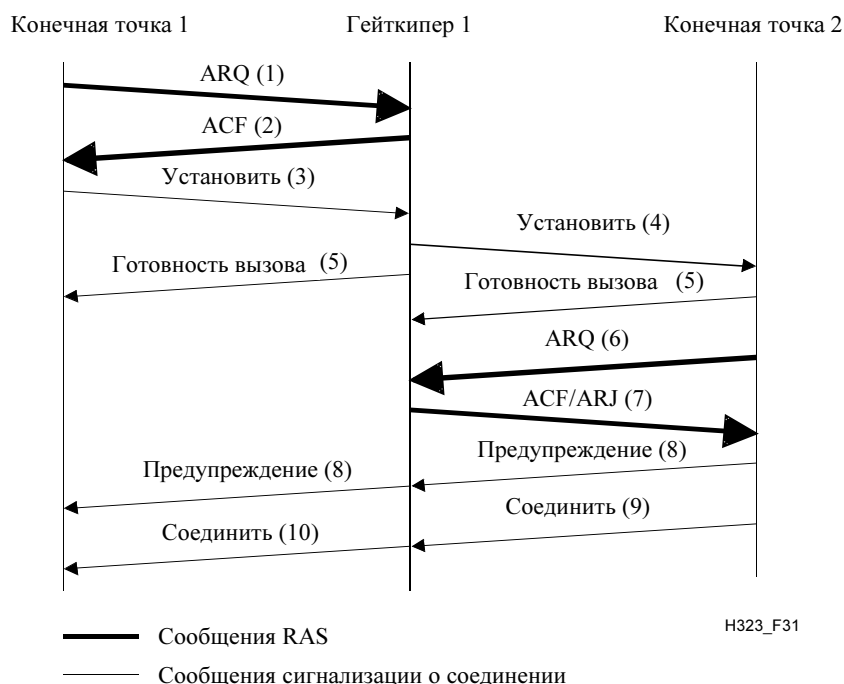 Конечная точка 1 Гейткипер 1 Конечная точка 2
ARQ (1)
ACF (2)
Установить (3)
Установить (4)
Готовность вызова (5)
Готовность вызова (5)
ARQ (6)
ACF/ARJ (7)
Предупреждение (8)
Предупреждение (8)
Соединить (9)
Соединить (10)
H323_F31
Сообщения RAS
Сообщения сигнализации о соединении